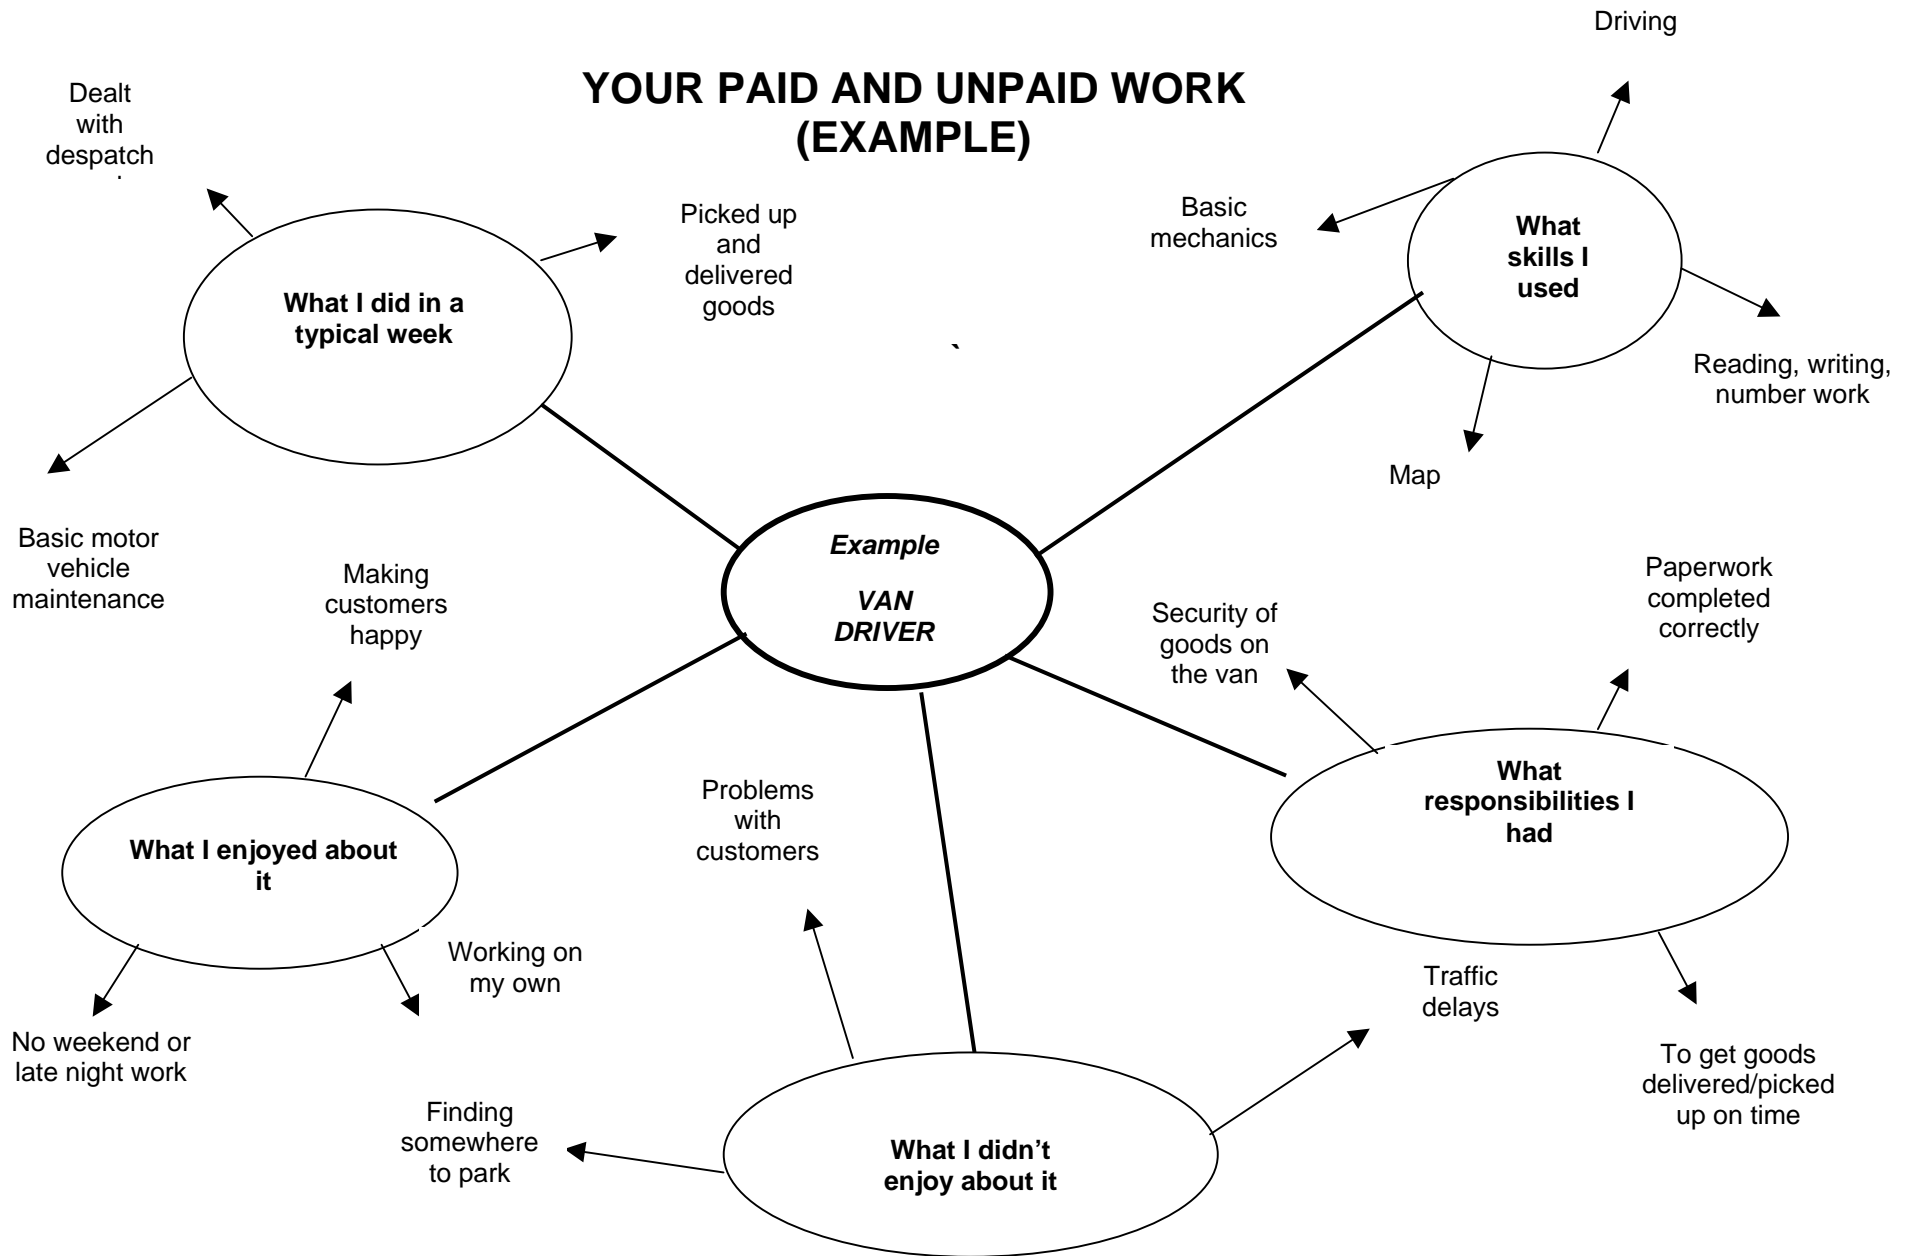 YOUR PAID AND UNPAID WORK
(EXAMPLE)
Dealt
with
despatch
Picked up
and
delivered
goods
What I did in a
typical week
Basic motor
vehicle
maintenance
Driving
Basic
mechanics
What
skills I
used
Reading, writing,
number work
Map
Example
VAN
DRIVER
Making
customers
happy
What I enjoyed about
it
Working on
my own
No weekend or
late night work
Problems
with
customers
Finding
somewhere
to park
What I didn’t
enjoy about it
Traffic
delays
Security of
goods on
the van
Paperwork
completed
correctly
What
responsibilities I
had
To get goods
delivered/picked
up on time